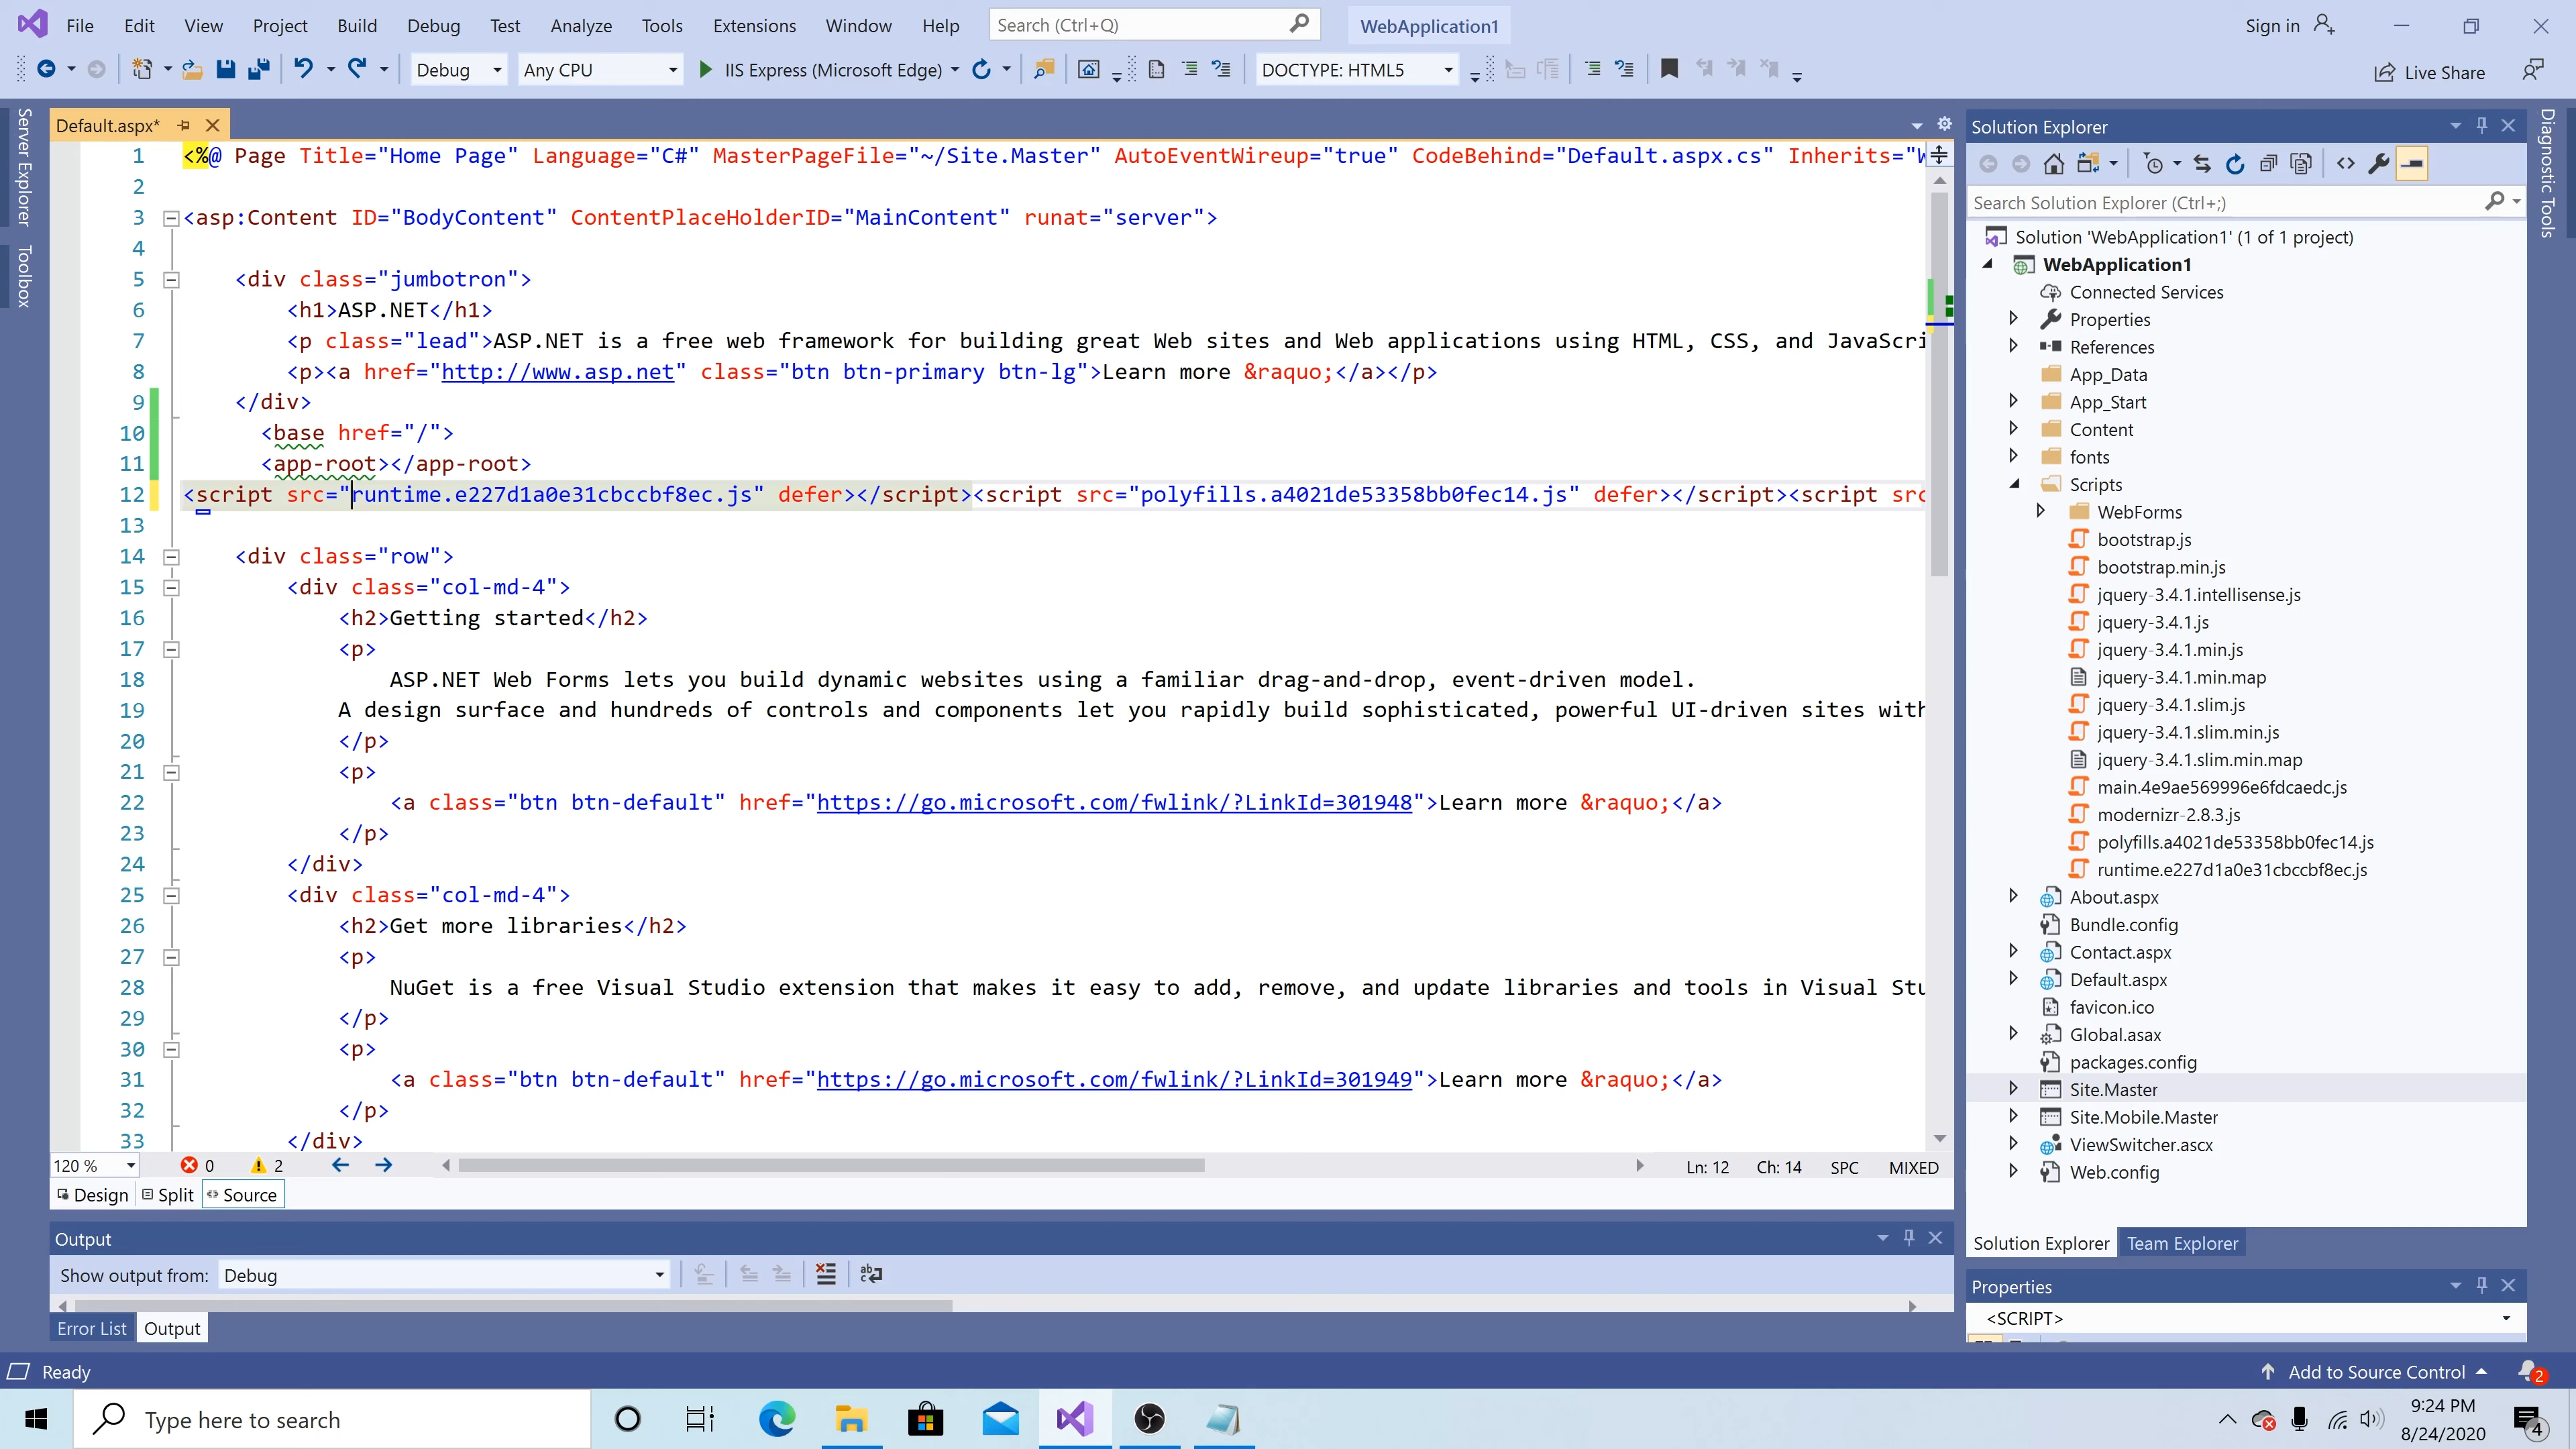 File Edit View Project Build Debug Test Analyze Tools Extensions Window Help Search (Ctrl+Q) WebApplication1 Sign in
Debug Any CPU IIS Express (Microsoft Edge) DOCTYPE: HTML5 Live Share
Server Explorer
Toolbox
Default.aspx*
1 <%@ Page Title="Home Page" Language="C#" MasterPageFile="~/Site.Master" AutoEventWireup="true" CodeBehind="Default.aspx.cs" Inherits="W
2
3 <asp:Content ID="BodyContent" ContentPlaceHolderID="MainContent" runat="server">
4
5 <div class="jumbotron">
6 <h1>ASP.NET</h1>
7 <p class="lead">ASP.NET is a free web framework for building great Web sites and Web applications using HTML, CSS, and JavaScri
8 <p><a href="http://www.asp.net" class="btn btn-primary btn-lg">Learn more &raquo;</a></p>
9 </div>
10 <base href="/">
11 <app-root></app-root>
12 <script src="runtime.e227d1a0e31cbccbf8ec.js" defer></script><script src="polyfills.a4021de53358bb0fec14.js" defer></script><script src
13
14 <div class="row">
15 <div class="col-md-4">
16 <h2>Getting started</h2>
17 <p>
18 ASP.NET Web Forms lets you build dynamic websites using a familiar drag-and-drop, event-driven model.
19 A design surface and hundreds of controls and components let you rapidly build sophisticated, powerful UI-driven sites with
20 </p>
21 <p>
22 <a class="btn btn-default" href="https://go.microsoft.com/fwlink/?LinkId=301948">Learn more &raquo;</a>
23 </p>
24 </div>
25 <div class="col-md-4">
26 <h2>Get more libraries</h2>
27 <p>
28 NuGet is a free Visual Studio extension that makes it easy to add, remove, and update libraries and tools in Visual Stu
29 </p>
30 <p>
31 <a class="btn btn-default" href="https://go.microsoft.com/fwlink/?LinkId=301949">Learn more &raquo;</a>
32 </p>
33 </div>
120 % 0 2 Ln: 12 Ch: 14 SPC MIXED
Design Split Source
Output
Show output from: Debug
Error List Output
Solution Explorer
Search Solution Explorer (Ctrl+;)
Solution 'WebApplication1' (1 of 1 project)
WebApplication1
Connected Services
Properties
References
App_Data
App_Start
Content
fonts
Scripts
WebForms
bootstrap.js
bootstrap.min.js
jquery-3.4.1.intellisense.js
jquery-3.4.1.js
jquery-3.4.1.min.js
jquery-3.4.1.min.map
jquery-3.4.1.slim.js
jquery-3.4.1.slim.min.js
jquery-3.4.1.slim.min.map
main.4e9ae569996e6fdcaedc.js
modernizr-2.8.3.js
polyfills.a4021de53358bb0fec14.js
runtime.e227d1a0e31cbccbf8ec.js
About.aspx
Bundle.config
Contact.aspx
Default.aspx
favicon.ico
Global.asax
packages.config
Site.Master
Site.Mobile.Master
ViewSwitcher.ascx
Web.config
Solution Explorer Team Explorer
Properties
<SCRIPT>
Diagnostic Tools
Ready Add to Source Control 2
Type here to search
9:24 PM
8/24/2020
4